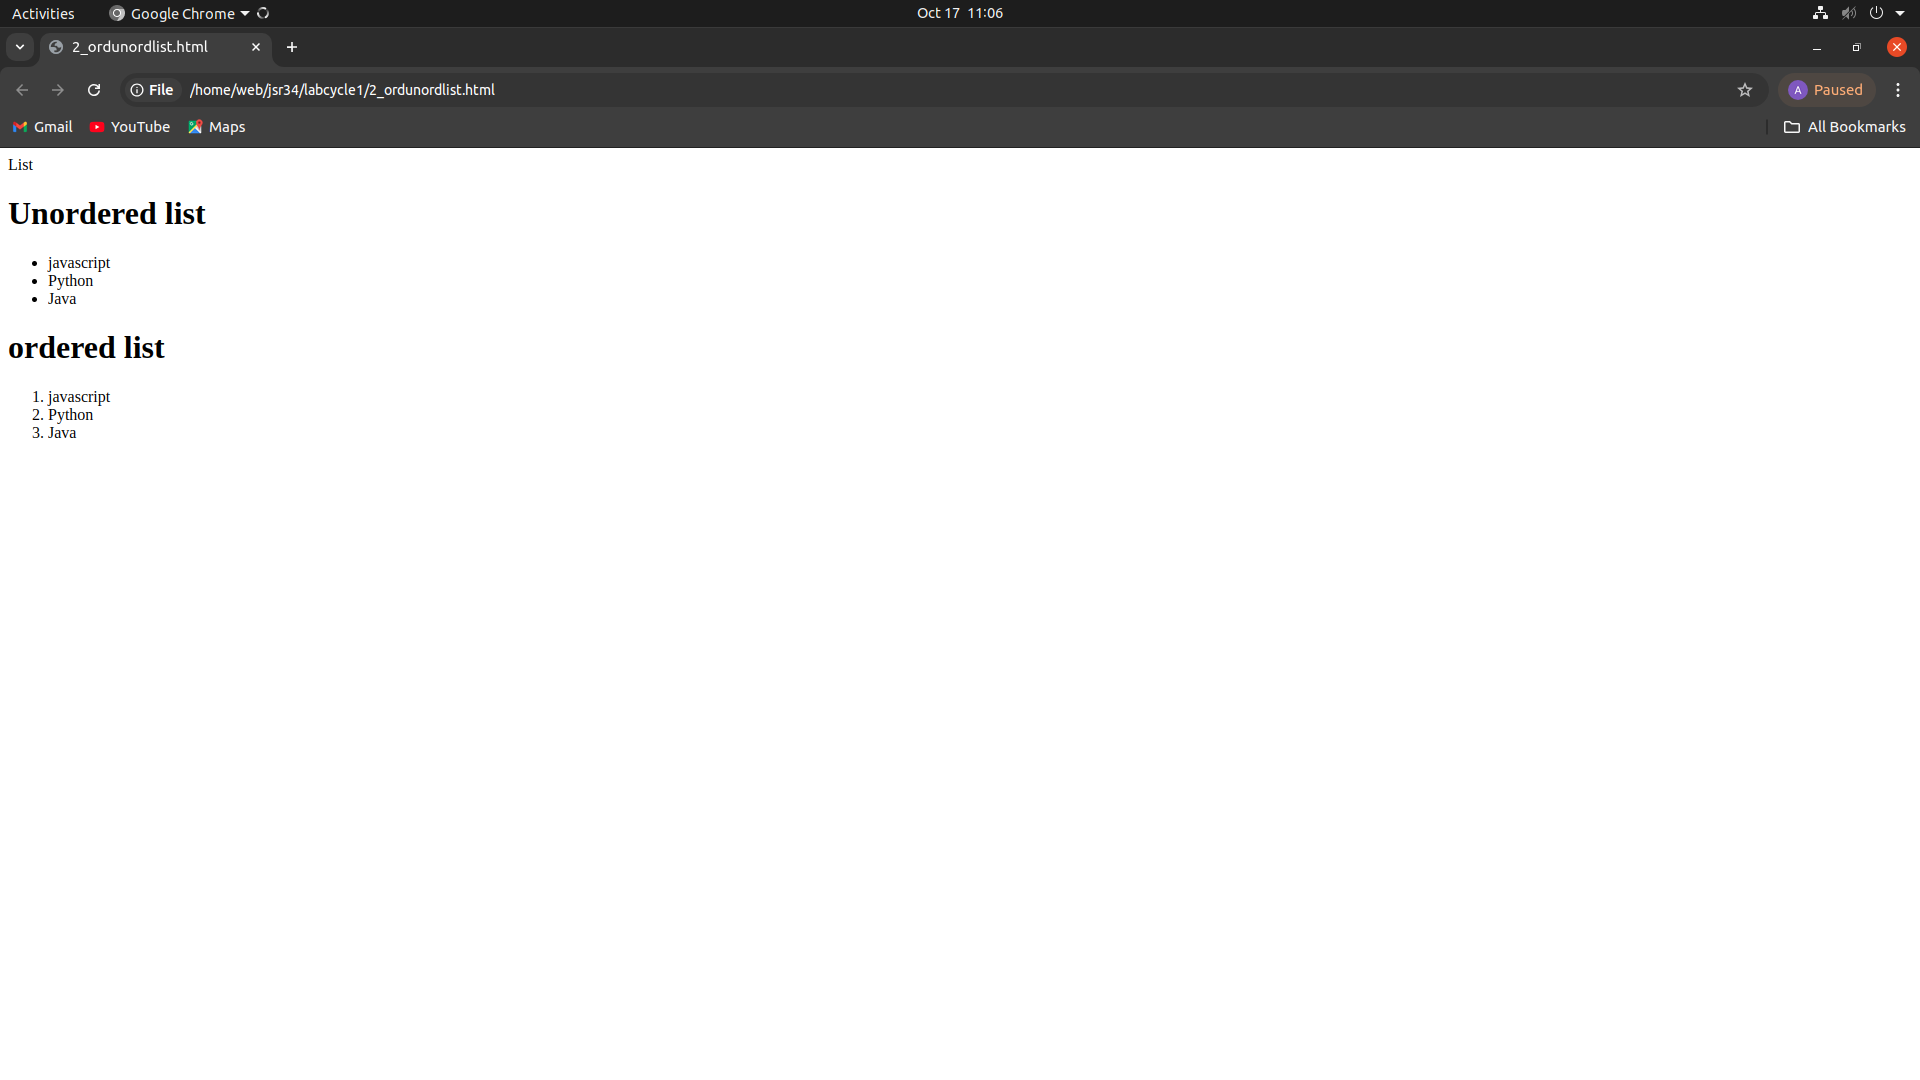 Activities Google Chrome Oct 17 11:06
2_ordunordlist.html
File /home/web/jsr34/labcycle1/2_ordunordlist.html A Paused
Gmail YouTube Maps All Bookmarks
List
Unordered list
• javascript
• Python
• Java
ordered list
1. javascript
2. Python
3. Java